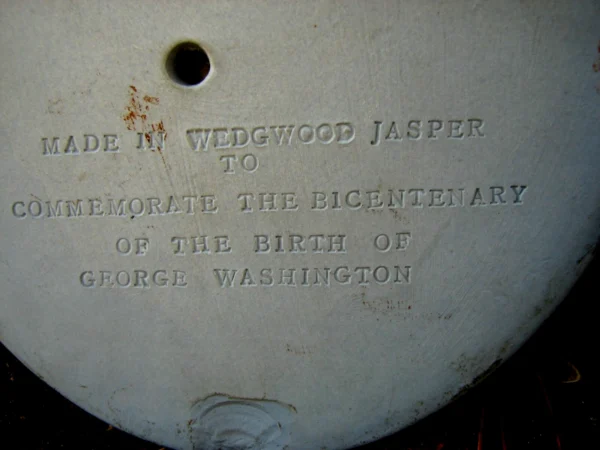 MADE IN WEDGWOOD JASPER
TO
COMMEMORATE THE BICENTENARY
OF THE BIRTH OF
GEORGE WASHINGTON